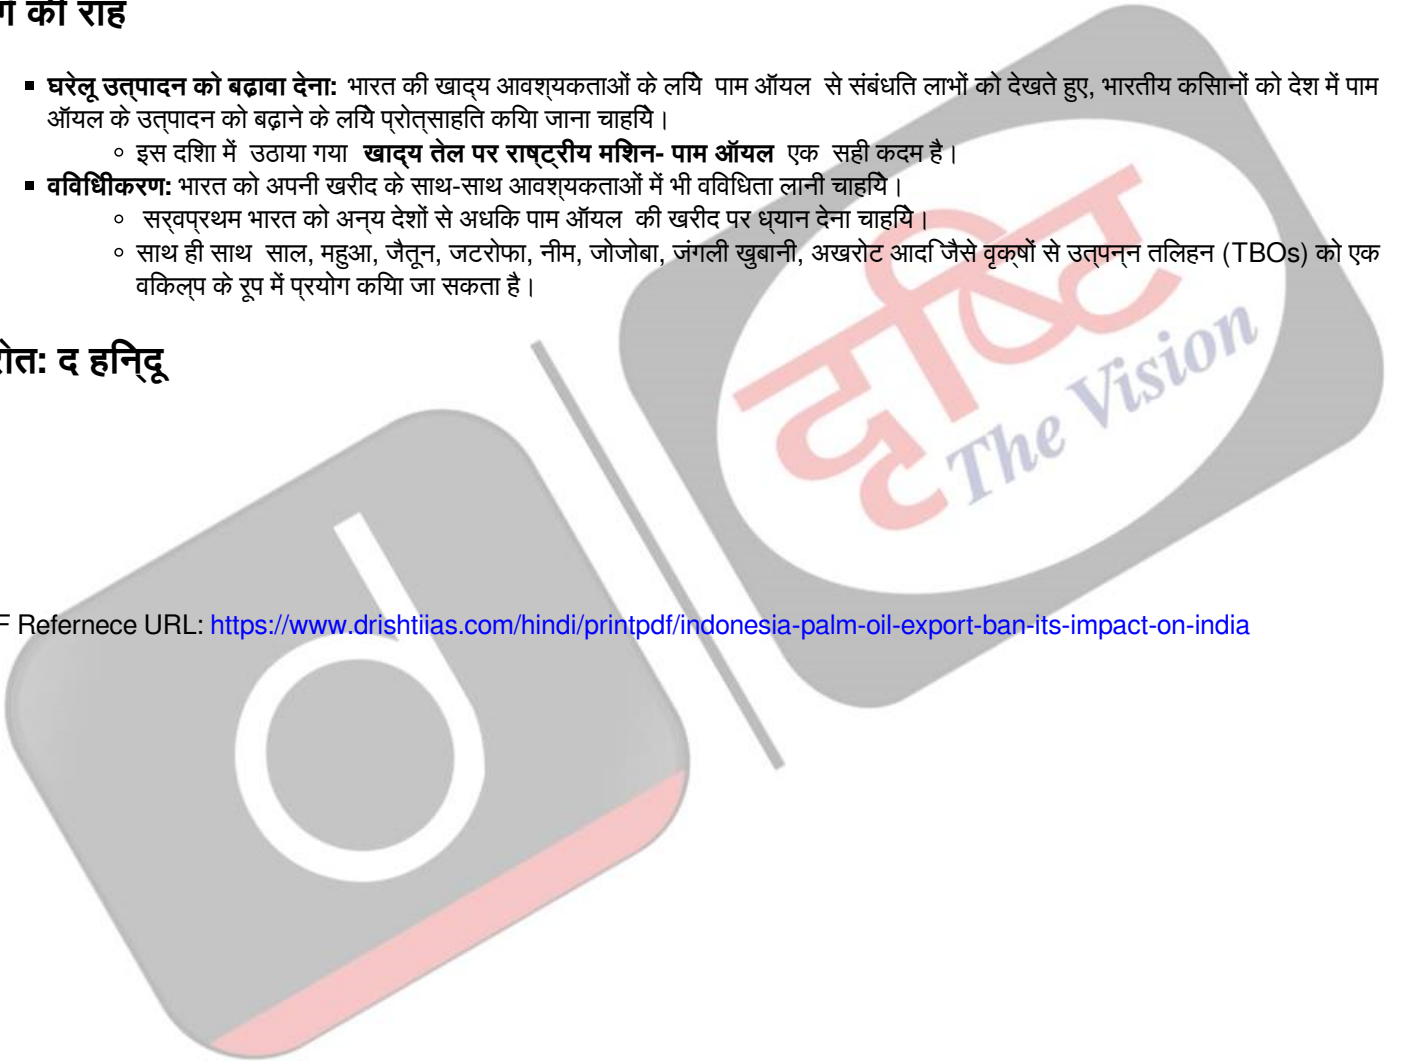 की राह
घरेलू उत्पादन को बढ़ावा देना: भारत की खाद्य आवश्यकताओं के लिये पाम ऑयल से संबंधित लाभों को देखते हुए, भारतीय किसानों को देश में पाम
ऑयल के उत्पादन को बढ़ाने के लिये प्रोत्साहित किया जाना चाहिये।
इस दिशा में उठाया गया खाद्य तेल पर राष्ट्रीय मिशन- पाम ऑयल एक सही कदम है।
विविधीकरण: भारत को अपनी खरीद के साथ-साथ आवश्यकताओं में भी विविधता लानी चाहिये।
सर्वप्रथम भारत को अन्य देशों से अधिक पाम ऑयल की खरीद पर ध्यान देना चाहिये।
साथ ही साथ साल, महुआ, जैतून, जटरोफा, नीम, जोजोबा, जंगली खुबानी, अखरोट आदि जैसे वृक्षों से उत्पन्न तिलहन (TBOs) को एक
विकल्प के रूप में प्रयोग किया जा सकता है।
द हिन्दू
दृष्टि
The Vision
d
Refernece URL: https://www.drishtiias.com/hindi/printpdf/indonesia-palm-oil-export-ban-its-impact-on-india